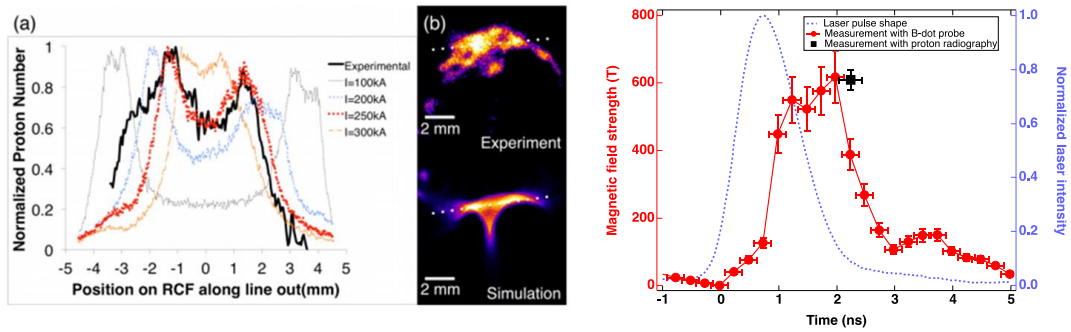 (a)
Normalized Proton Number
1
0.8
0.6
0.4
0.2
0
-5 -4 -3 -2 -1 0 1 2 3 4 5
Position on RCF along line out(mm)
Experimental
I=100kA
I=200kA
I=250kA
I=300kA
(b)
2 mm
Experiment
2 mm
Simulation
Magnetic field strength (T)
800
600
400
200
0
-1 0 1 2 3 4 5
Time (ns)
Laser pulse shape
Measurement with B-dot probe
Measurement with proton radiography
1.0
0.8
0.6
0.4
0.2
0.0
Normalized laser intensity